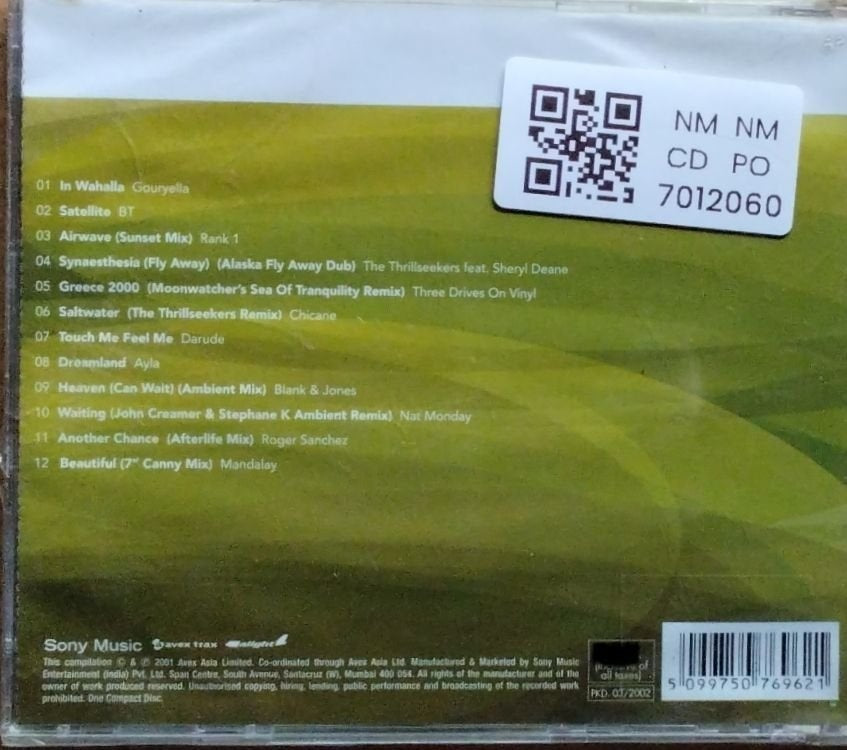 NM NM
CD PO
7012060
01 In Wahalla Gouryella
02 Satellite BT
03 Airwave (Sunset Mix) Rank 1
04 Synaesthesia (Fly Away) (Alaska Fly Away Dub) The Thrillseekers feat. Sheryl Deane
05 Greece 2000 (Moonwatcher's Sea Of Tranquility Remix) Three Drives On Vinyl
06 Saltwater (The Thrillseekers Remix) Chicane
07 Touch Me Feel Me Darude
08 Dreamland Ayla
09 Heaven (Can Wait) (Ambient Mix) Blank & Jones
10 Waiting (John Creamer & Stephane K Ambient Remix) Nat Monday
11 Another Chance (Afterlife Mix) Roger Sanchez
12 Beautiful (7" Canny Mix) Mandalay
Sony Music avex trax alight
This compilation © & ℗ 2001 Avex Asia Limited. Co-ordinated through Avex Asia Ltd. Manufactured & Marketed by Sony Music
Entertainment (India) Pvt. Ltd. Span Centre, South Avenue, Santacruz (W), Mumbai 400 054. All rights of the manufacturer and of the
owner of work produced reserved. Unauthorised copying, hiring, lending, public performance and broadcasting of the recorded work
prohibited. One Compact Disc.
of
all taxes)
PKD. 03/2002
5 099750 769621